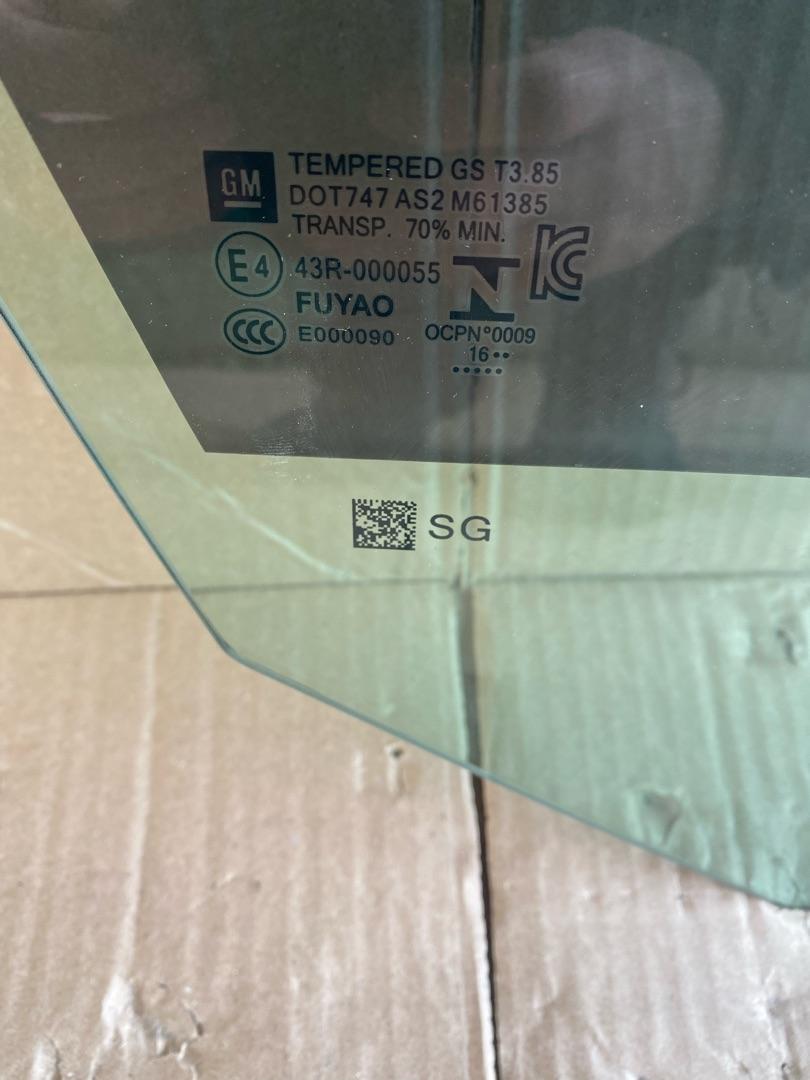 GM TEMPERED GS T3.85
DOT747 AS2 M61385
TRANSP. 70% MIN.
E4 43R-000055
FUYAO
CCC E000090
N
KC
OCPN°0009
16••
•••••
SG